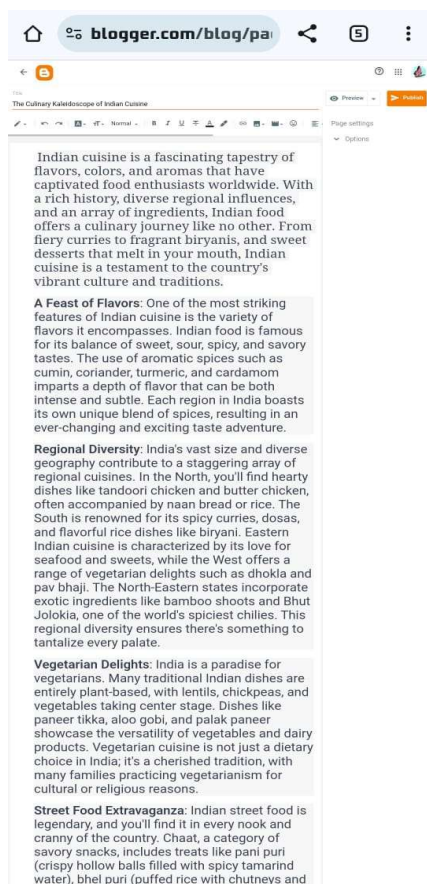 blogger.com/blog/pa
5
Title
The Culinary Kaleidoscope of Indian Cuisine
Preview
Publish
Normal
B I U
Page settings
Options
Indian cuisine is a fascinating tapestry of
flavors, colors, and aromas that have
captivated food enthusiasts worldwide. With
a rich history, diverse regional influences,
and an array of ingredients, Indian food
offers a culinary journey like no other. From
fiery curries to fragrant biryanis, and sweet
desserts that melt in your mouth, Indian
cuisine is a testament to the country's
vibrant culture and traditions.
A Feast of Flavors: One of the most striking
features of Indian cuisine is the variety of
flavors it encompasses. Indian food is famous
for its balance of sweet, sour, spicy, and savory
tastes. The use of aromatic spices such as
cumin, coriander, turmeric, and cardamom
imparts a depth of flavor that can be both
intense and subtle. Each region in India boasts
its own unique blend of spices, resulting in an
ever-changing and exciting taste adventure.
Regional Diversity: India's vast size and diverse
geography contribute to a staggering array of
regional cuisines. In the North, you'll find hearty
dishes like tandoori chicken and butter chicken,
often accompanied by naan bread or rice. The
South is renowned for its spicy curries, dosas,
and flavorful rice dishes like biryani. Eastern
Indian cuisine is characterized by its love for
seafood and sweets, while the West offers a
range of vegetarian delights such as dhokla and
pav bhaji. The North-Eastern states incorporate
exotic ingredients like bamboo shoots and Bhut
Jolokia, one of the world's spiciest chilies. This
regional diversity ensures there's something to
tantalize every palate.
Vegetarian Delights: India is a paradise for
vegetarians. Many traditional Indian dishes are
entirely plant-based, with lentils, chickpeas, and
vegetables taking center stage. Dishes like
paneer tikka, aloo gobi, and palak paneer
showcase the versatility of vegetables and dairy
products. Vegetarian cuisine is not just a dietary
choice in India; it's a cherished tradition, with
many families practicing vegetarianism for
cultural or religious reasons.
Street Food Extravaganza: Indian street food is
legendary, and you'll find it in every nook and
cranny of the country. Chaat, a category of
savory snacks, includes treats like pani puri
(crispy hollow balls filled with spicy tamarind
water), bhel puri (puffed rice with chutneys and